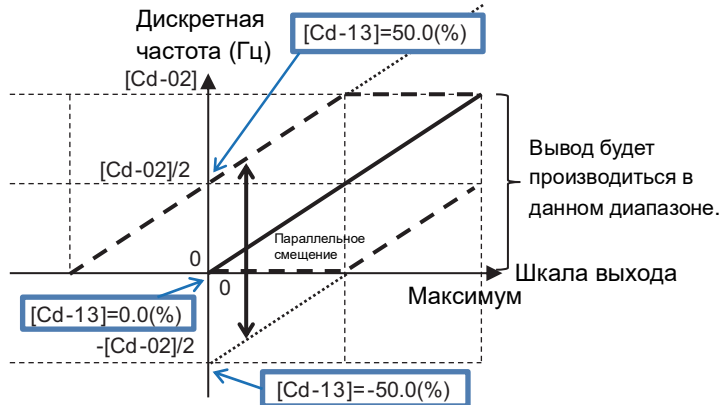 Дискретная
частота (Гц)
[Cd-13]=50.0(%)
[Cd-02]
[Cd-02]/2
Вывод будет
производиться в
данном диапазоне.
Параллельное
смещение
0
0
Шкала выхода
Максимум
[Cd-13]=0.0(%)
-[Cd-02]/2
[Cd-13]=-50.0(%)